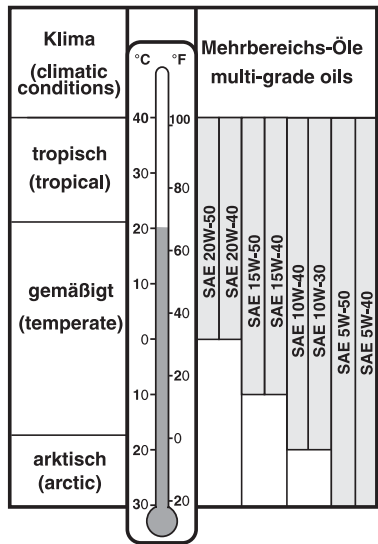 Klima
(climatic
conditions)
°C °F
Mehrbereichs-Öle
multi-grade oils
40 100
tropisch
(tropical)
30 80
20 60
gemäßigt
(temperate)
10 40
0
10 20
20 0
arktisch
(arctic)
30 20
SAE 20W-50
SAE 20W-40
SAE 15W-50
SAE 15W-40
SAE 10W-40
SAE 10W-30
SAE 5W-50
SAE 5W-40